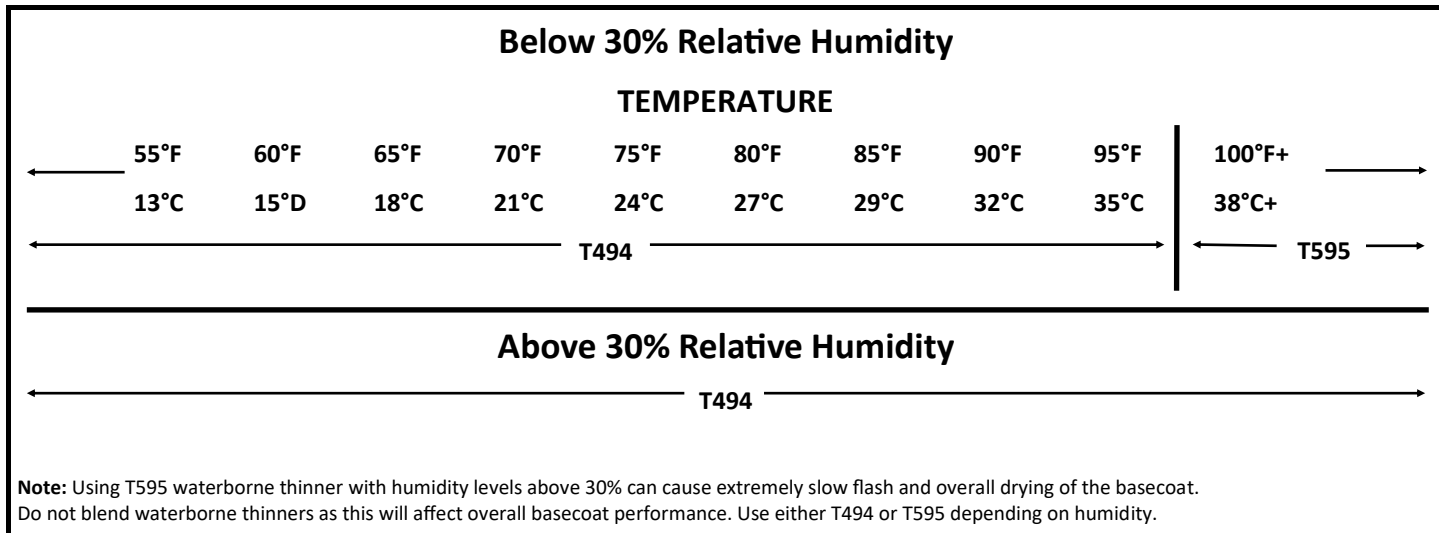 Below 30% Relative Humidity
TEMPERATURE
55°F 60°F 65°F 70°F 75°F 80°F 85°F 90°F 95°F 100°F+
13°C 15°D 18°C 21°C 24°C 27°C 29°C 32°C 35°C 38°C+
T494 T595
Above 30% Relative Humidity
T494
Note: Using T595 waterborne thinner with humidity levels above 30% can cause extremely slow flash and overall drying of the basecoat.
Do not blend waterborne thinners as this will affect overall basecoat performance. Use either T494 or T595 depending on humidity.